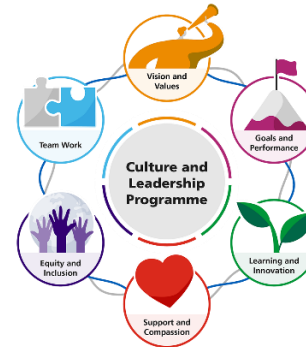 Vision and
Values
Team Work
Goals and
Performance
Culture and
Leadership
Programme
Equity and
Inclusion
Learning and
Innovation
Support and
Compassion